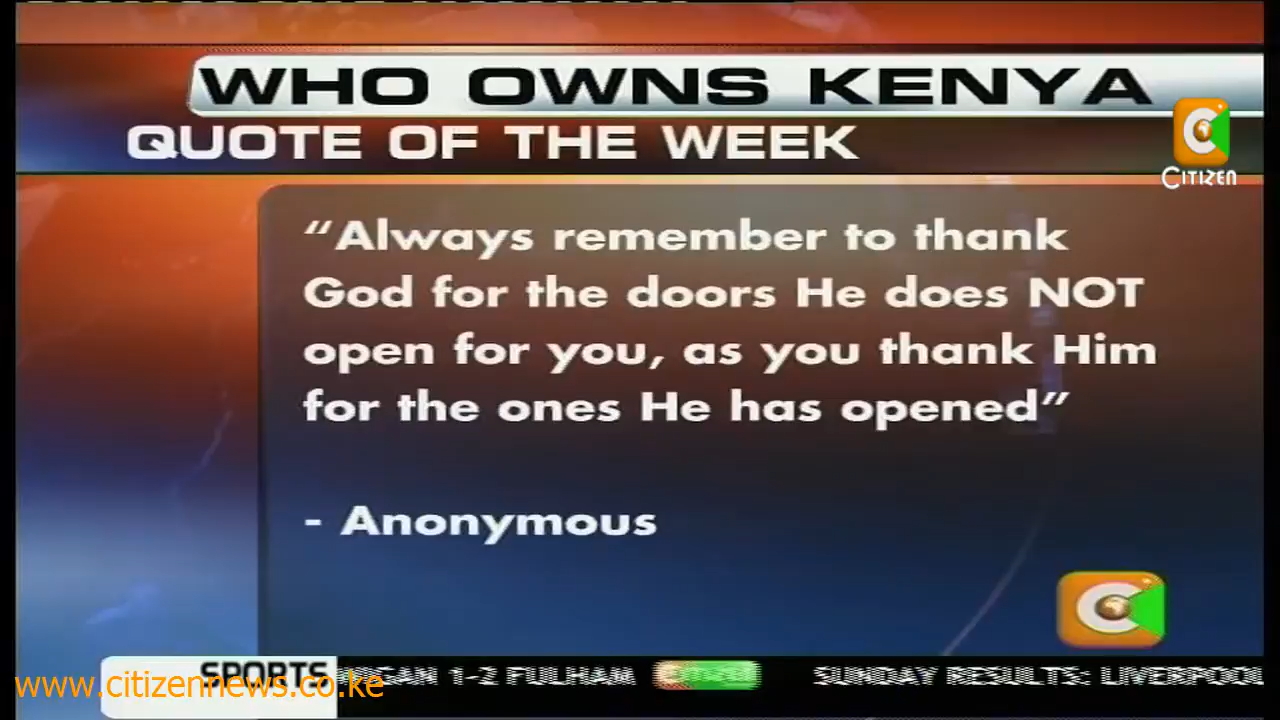 WHO OWNS KENYA
QUOTE OF THE WEEK
CITIZEN
“Always remember to thank
God for the doors He does NOT
open for you, as you thank Him
for the ones He has opened”
- Anonymous
SPORTS
1-2 FULHAM
SUNDAY RESULTS: LIVERPOOL
www.citizennews.co.ke